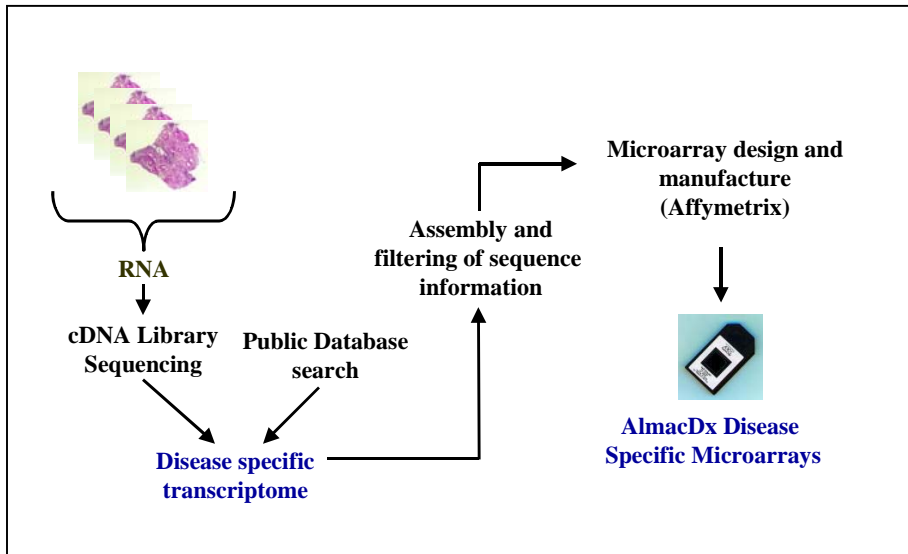 RNA
cDNA Library
Sequencing
Public Database
search
Disease specific
transcriptome
Assembly and
filtering of sequence
information
Microarray design and
manufacture
(Affymetrix)
AlmacDx Disease
Specific Microarrays